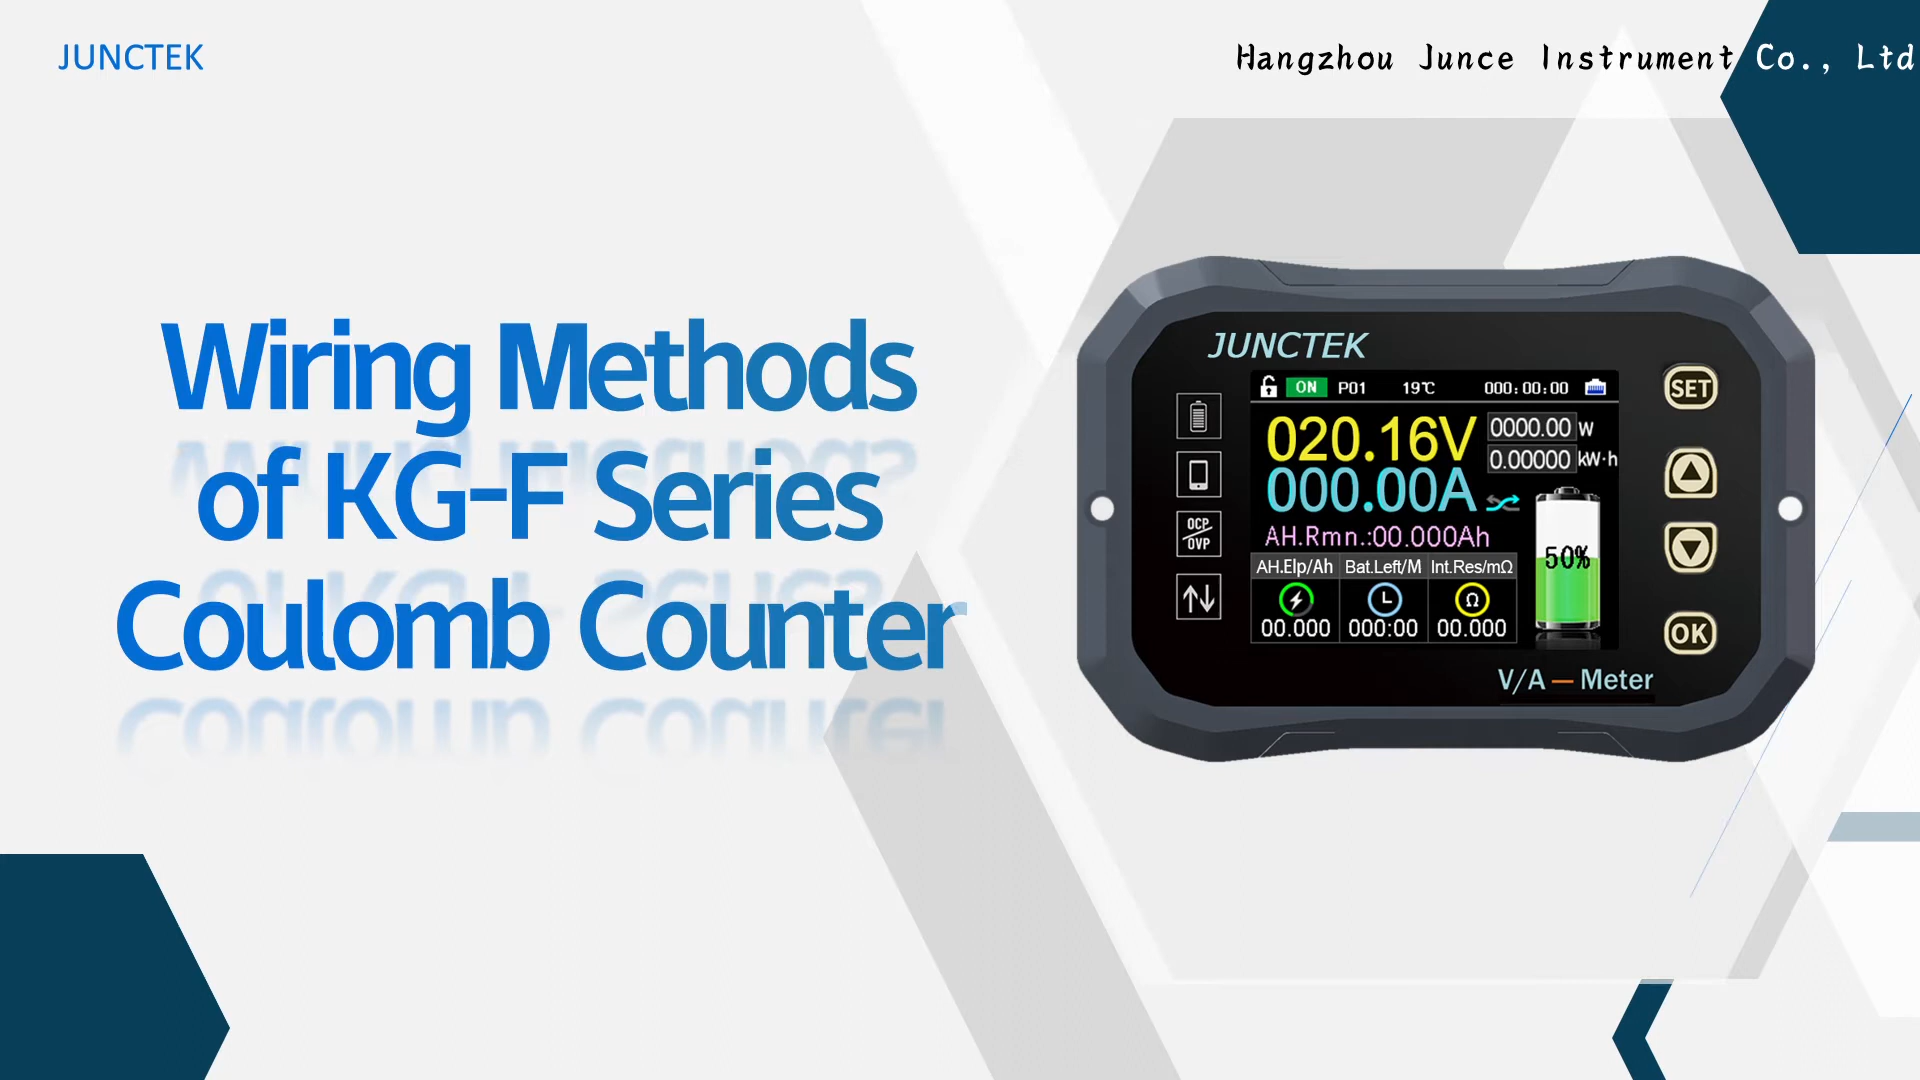 JUNCTEK
Hangzhou Junce Instrument Co., Ltd
Wiring Methods
of KG-F Series
Coulomb Counter
JUNCTEK
ON P01 19℃ 000:00:00
020.16V 0000.00 W
0.00000 kW·h
000.00A
AH.Rmn.:00.000Ah
50%
AH.Elp/Ah Bat.Left/M Int.Res/mΩ
Ω
00.000 000:00 00.000
OCP
OVP
SET
OK
V/A — Meter